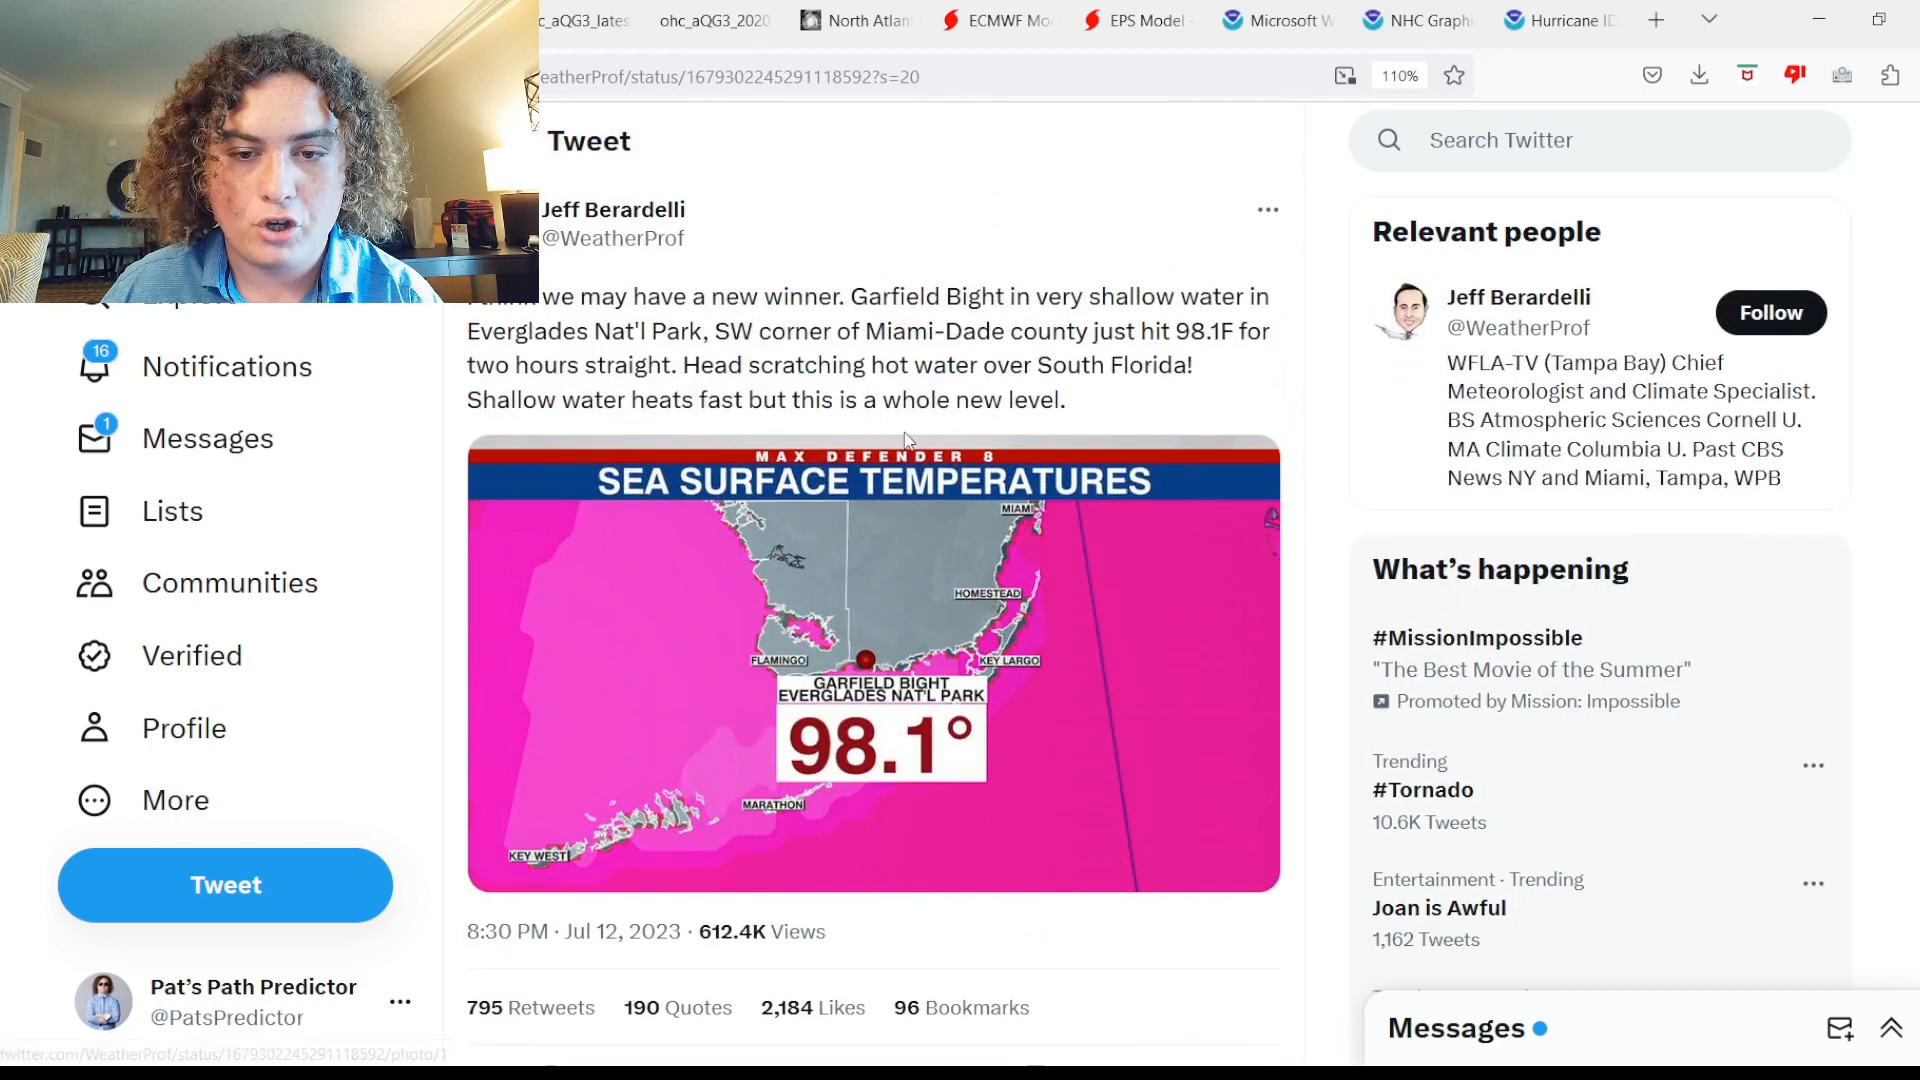 c_aQG3_lates
ohc_aQG3_2020
North Atlan
ECMWF Mo
EPS Model -
Microsoft W
NHC Graphi
Hurricane ID
eatherProf/status/1679302245291118592?s=20
110%
Tweet
Search Twitter
Jeff Berardelli
@WeatherProf
we may have a new winner. Garfield Bight in very shallow water in
Everglades Nat'l Park, SW corner of Miami-Dade county just hit 98.1F for
two hours straight. Head scratching hot water over South Florida!
Shallow water heats fast but this is a whole new level.
MAX DEFENDER 8
SEA SURFACE TEMPERATURES
MIAMI
HOMESTEAD
FLAMINGO
KEY LARGO
GARFIELD BIGHT
EVERGLADES NAT'L PARK
98.1°
MARATHON
KEY WEST
8:30 PM · Jul 12, 2023 · 612.4K Views
795 Retweets 190 Quotes 2,184 Likes 96 Bookmarks
16
Notifications
1
Messages
Lists
Communities
Verified
Profile
More
Tweet
Pat's Path Predictor
@PatsPredictor
twitter.com/WeatherProf/status/1679302245291118592/photo/1
Relevant people
Jeff Berardelli
@WeatherProf
Follow
WFLA-TV (Tampa Bay) Chief
Meteorologist and Climate Specialist.
BS Atmospheric Sciences Cornell U.
MA Climate Columbia U. Past CBS
News NY and Miami, Tampa, WPB
What's happening
#MissionImpossible
"The Best Movie of the Summer"
Promoted by Mission: Impossible
Trending
#Tornado
10.6K Tweets
Entertainment · Trending
Joan is Awful
1,162 Tweets
Messages